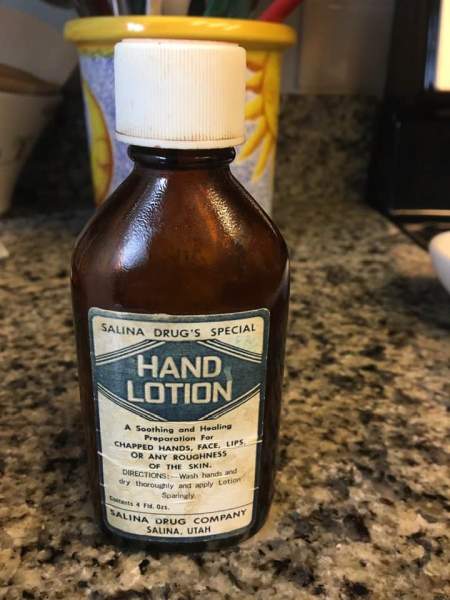 SALINA DRUG'S SPECIAL
HAND
LOTION
A Soothing and Healing
Preparation For
CHAPPED HANDS, FACE, LIPS,
OR ANY ROUGHNESS
OF THE SKIN.
DIRECTIONS:—Wash hands and
dry thoroughly and apply Lotion
Sparingly.
Contents 4 Fld. Ozs.
SALINA DRUG COMPANY
SALINA, UTAH